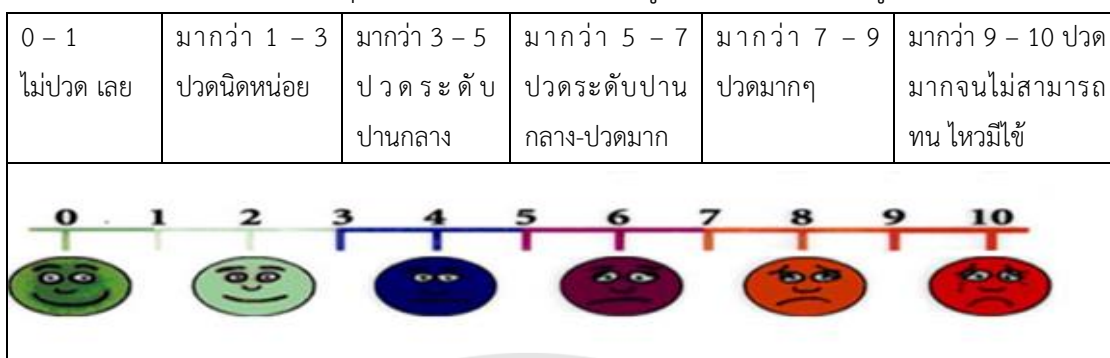 0 – 1
ไม่ปวด เลย
มากว่า 1 – 3
ปวดนิดหน่อย
มากว่า 3 – 5
ปวดระดับ
ปานกลาง
มากว่า 5 – 7
ปวดระดับปาน
กลาง-ปวดมาก
มากว่า 7 – 9
ปวดมากๆ
มากว่า 9 – 10 ปวด
มากจนไม่สามารถ
ทน ไหวมีไข้
0 1 2 3 4 5 6 7 8 9 10